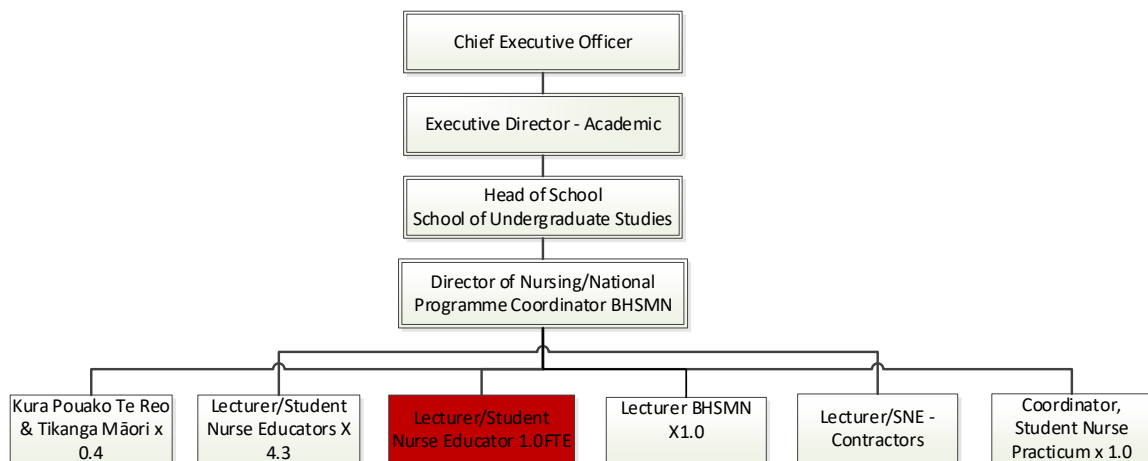 Chief Executive Officer
Executive Director - Academic
Head of School
School of Undergraduate Studies
Director of Nursing/National
Programme Coordinator BHSMN
Kura Pouako Te Reo
& Tikanga Māori x
0.4
Lecturer/Student
Nurse Educators X
4.3
Lecturer/Student
Nurse Educator 1.0FTE
Lecturer BHSMN
X1.0
Lecturer/SNE -
Contractors
Coordinator,
Student Nurse
Practicum x 1.0